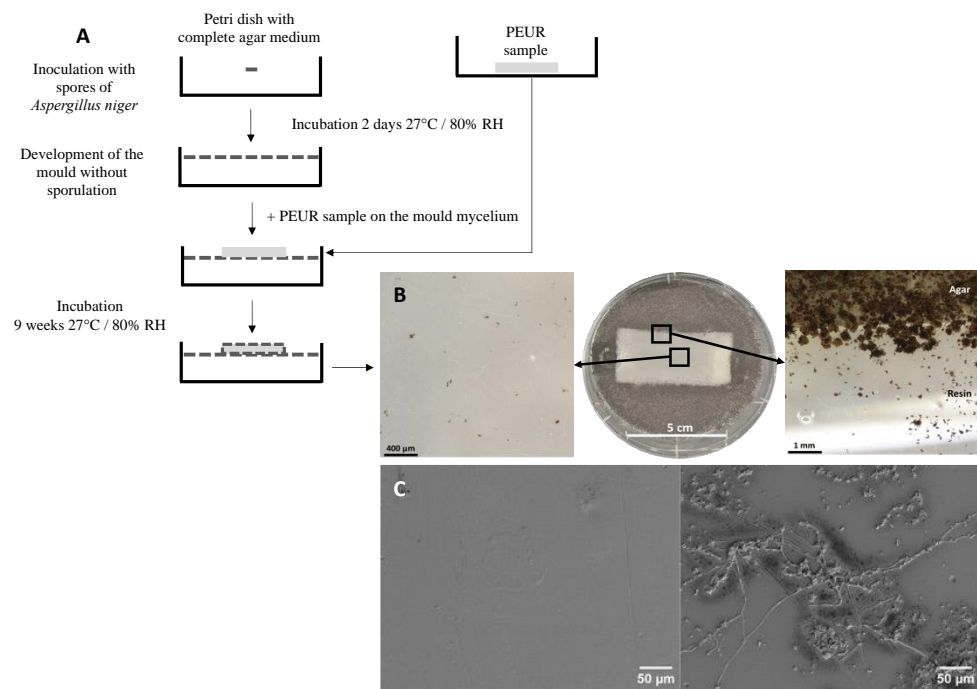 A
Petri dish with
complete agar medium
PEUR
sample
Inoculation with
spores of
Aspergillus niger
Incubation 2 days 27°C / 80% RH
Development of the
mould without
sporulation
+ PEUR sample on the mould mycelium
Incubation
9 weeks 27°C / 80% RH
B
400 µm
5 cm
Agar
Resin
1 mm
C
50 µm
50 µm